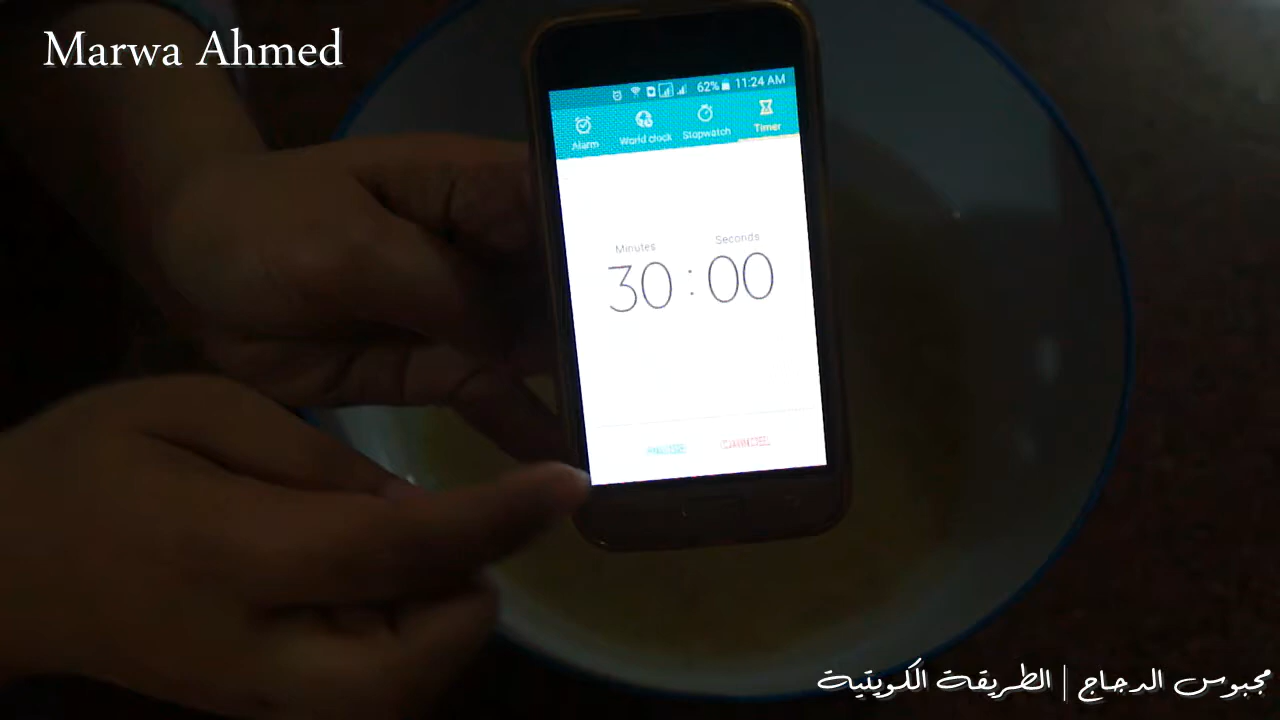 Marwa Ahmed
62% 11:24 AM
Alarm World clock Stopwatch Timer
Minutes Seconds
30 : 00
CANCEL
مجبوس الدجاج | الطريقة الكويتية